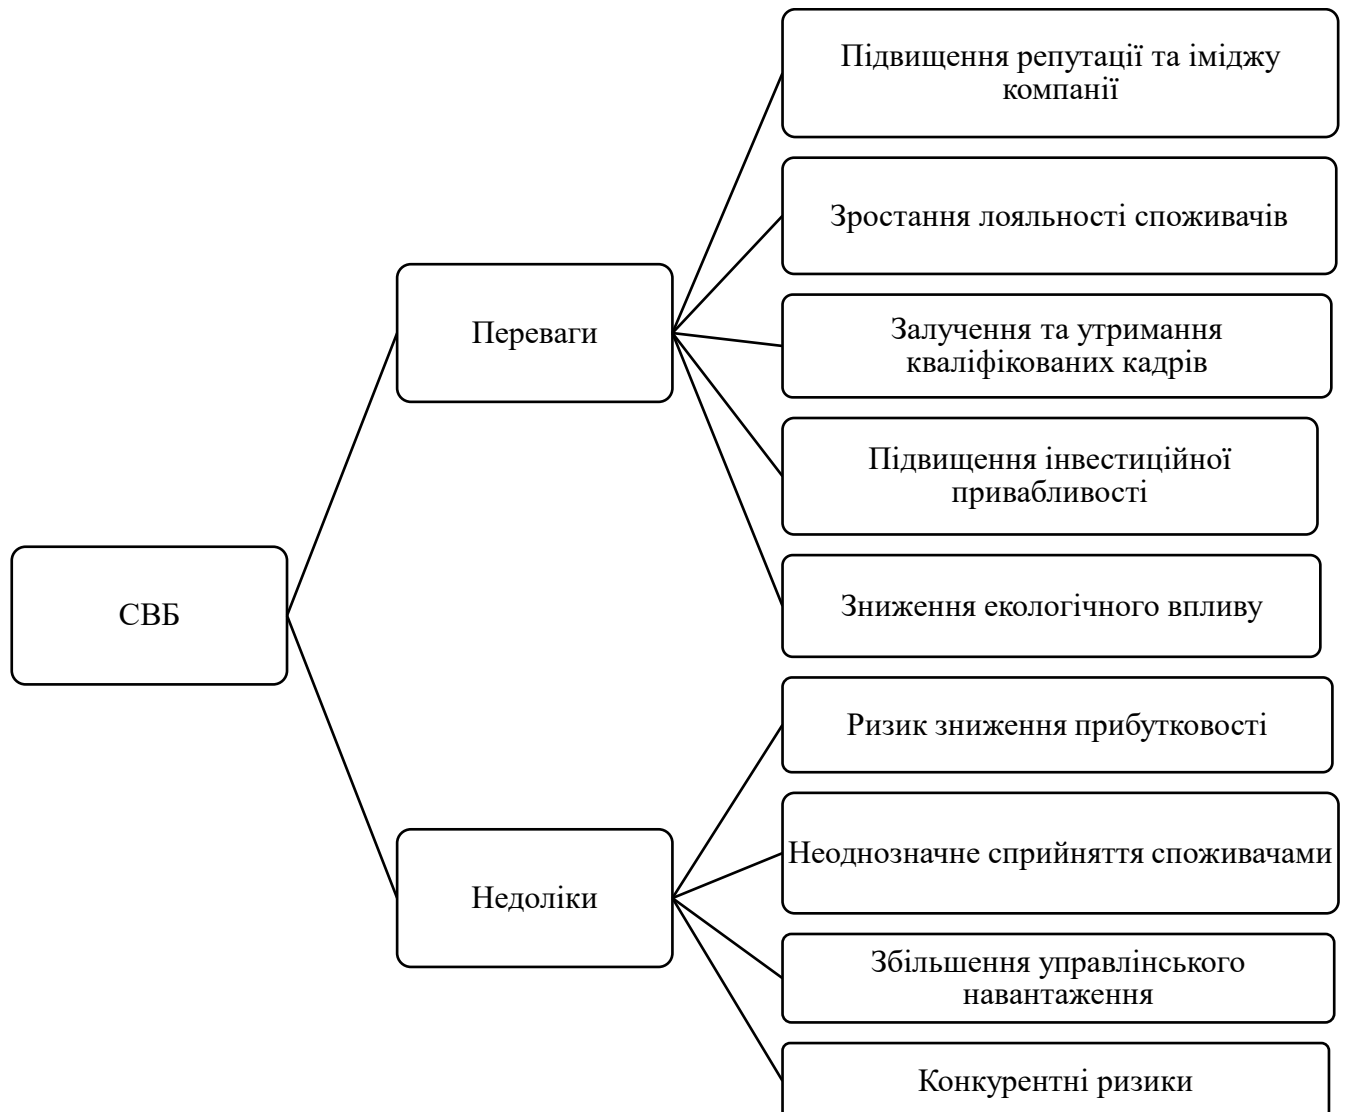 СВБ
Переваги
Підвищення репутації та іміджу
компанії
Зростання лояльності споживачів
Залучення та утримання
кваліфікованих кадрів
Підвищення інвестиційної
привабливості
Зниження екологічного впливу
Недоліки
Ризик зниження прибутковості
Неоднозначне сприйняття споживачами
Збільшення управлінського
навантаження
Конкурентні ризики